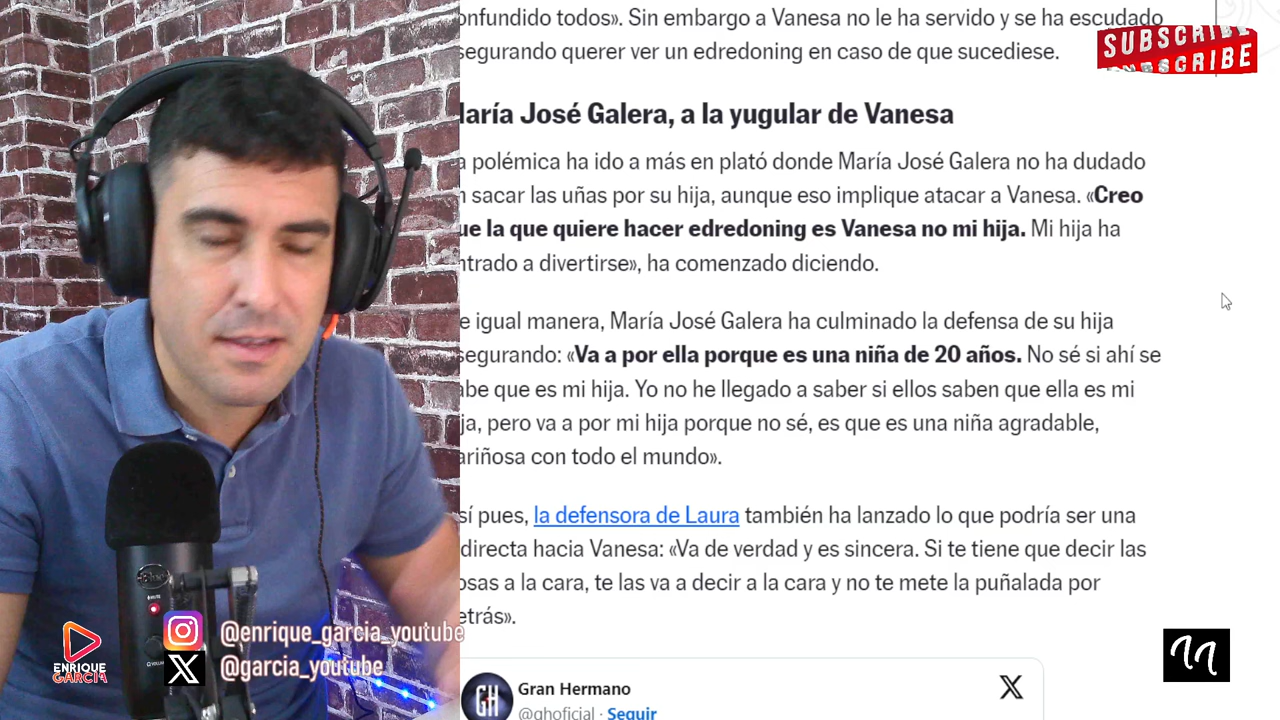 onfundido todos». Sin embargo a Vanesa no le ha servido y se ha escudado
segurando querer ver un edredoning en caso de que sucediese.
SUBSCRIBE
SUBSCRIBE
aría José Galera, a la yugular de Vanesa
a polémica ha ido a más en plató donde María José Galera no ha dudado
n sacar las uñas por su hija, aunque eso implique atacar a Vanesa. «Creo
ue la que quiere hacer edredoning es Vanesa no mi hija. Mi hija ha
ntrado a divertirse», ha comenzado diciendo.
e igual manera, María José Galera ha culminado la defensa de su hija
segurando: «Va a por ella porque es una niña de 20 años. No sé si ahí se
abe que es mi hija. Yo no he llegado a saber si ellos saben que ella es mi
ja, pero va a por mi hija porque no sé, es que es una niña agradable,
ariñosa con todo el mundo».
sí pues, la defensora de Laura también ha lanzado lo que podría ser una
directa hacia Vanesa: «Va de verdad y es sincera. Si te tiene que decir las
osas a la cara, te las va a decir a la cara y no te mete la puñalada por
etrás».
Gran Hermano
@ghoficial · Seguir
GH
X
@enrique_garcia_youtube
@garcia_youtube
ENRIQUE
GARCIA